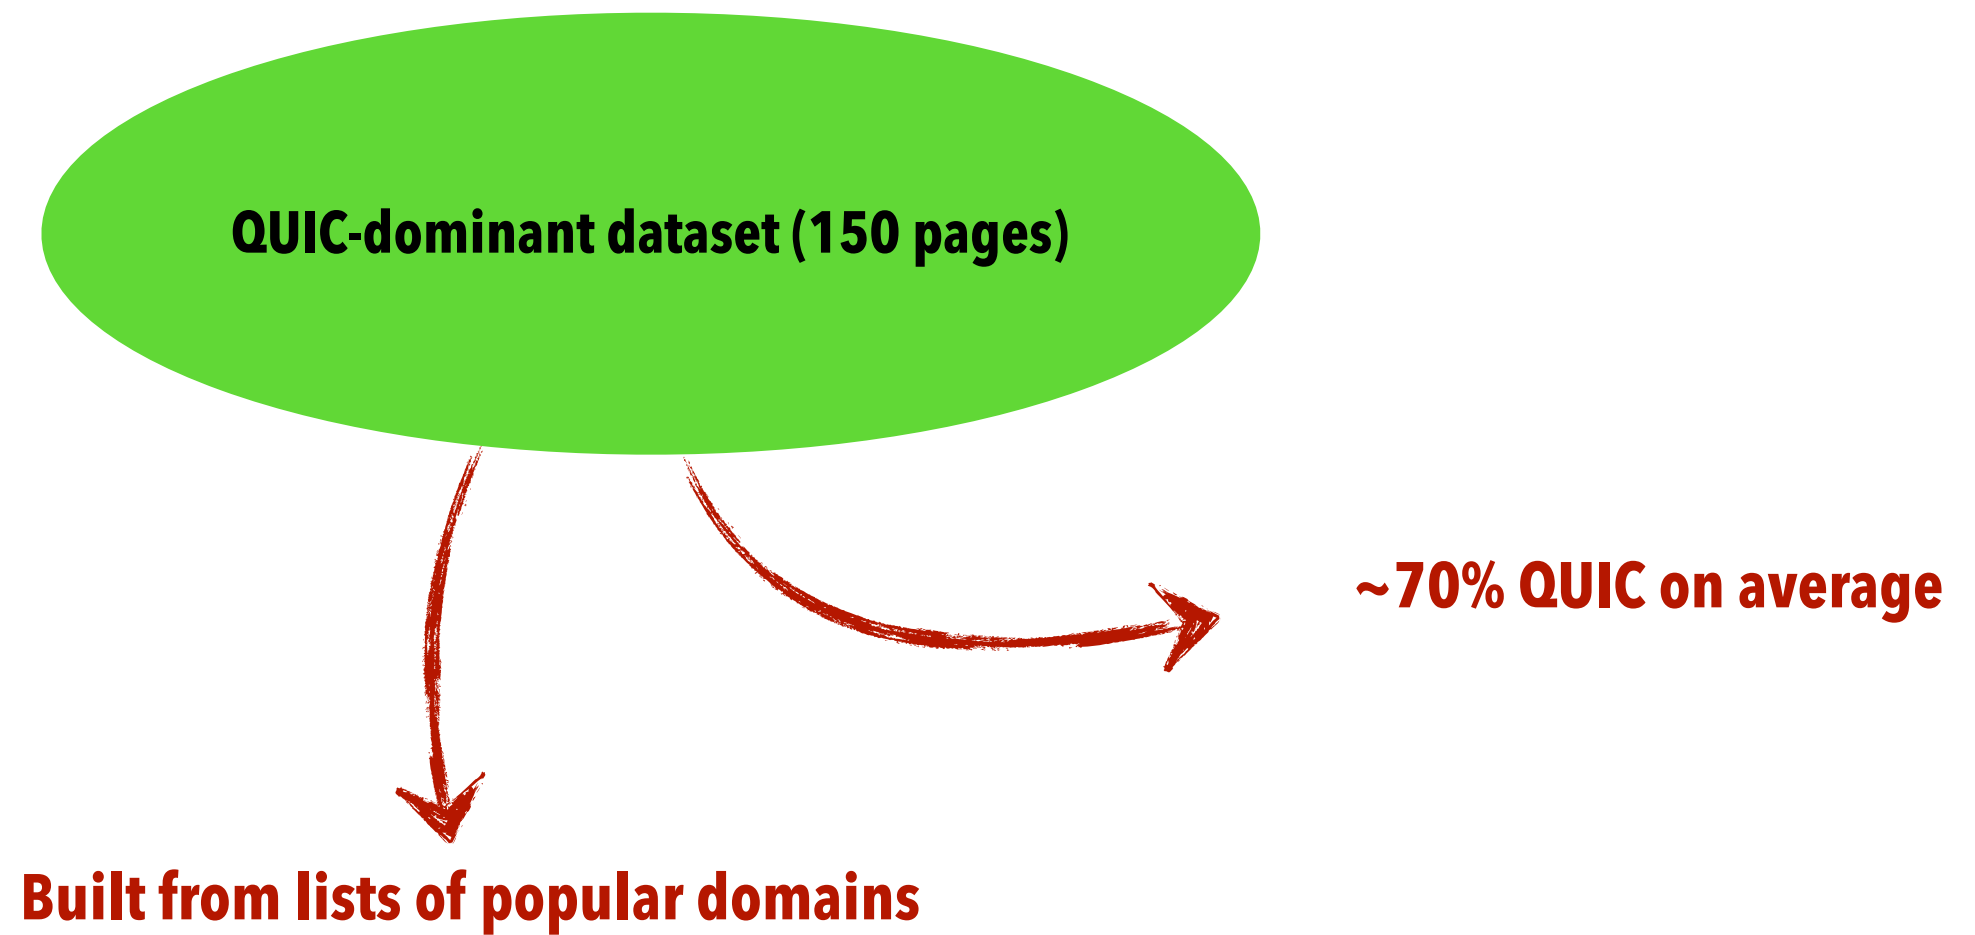 QUIC-dominant dataset (150 pages)
~70% QUIC on average
Built from lists of popular domains